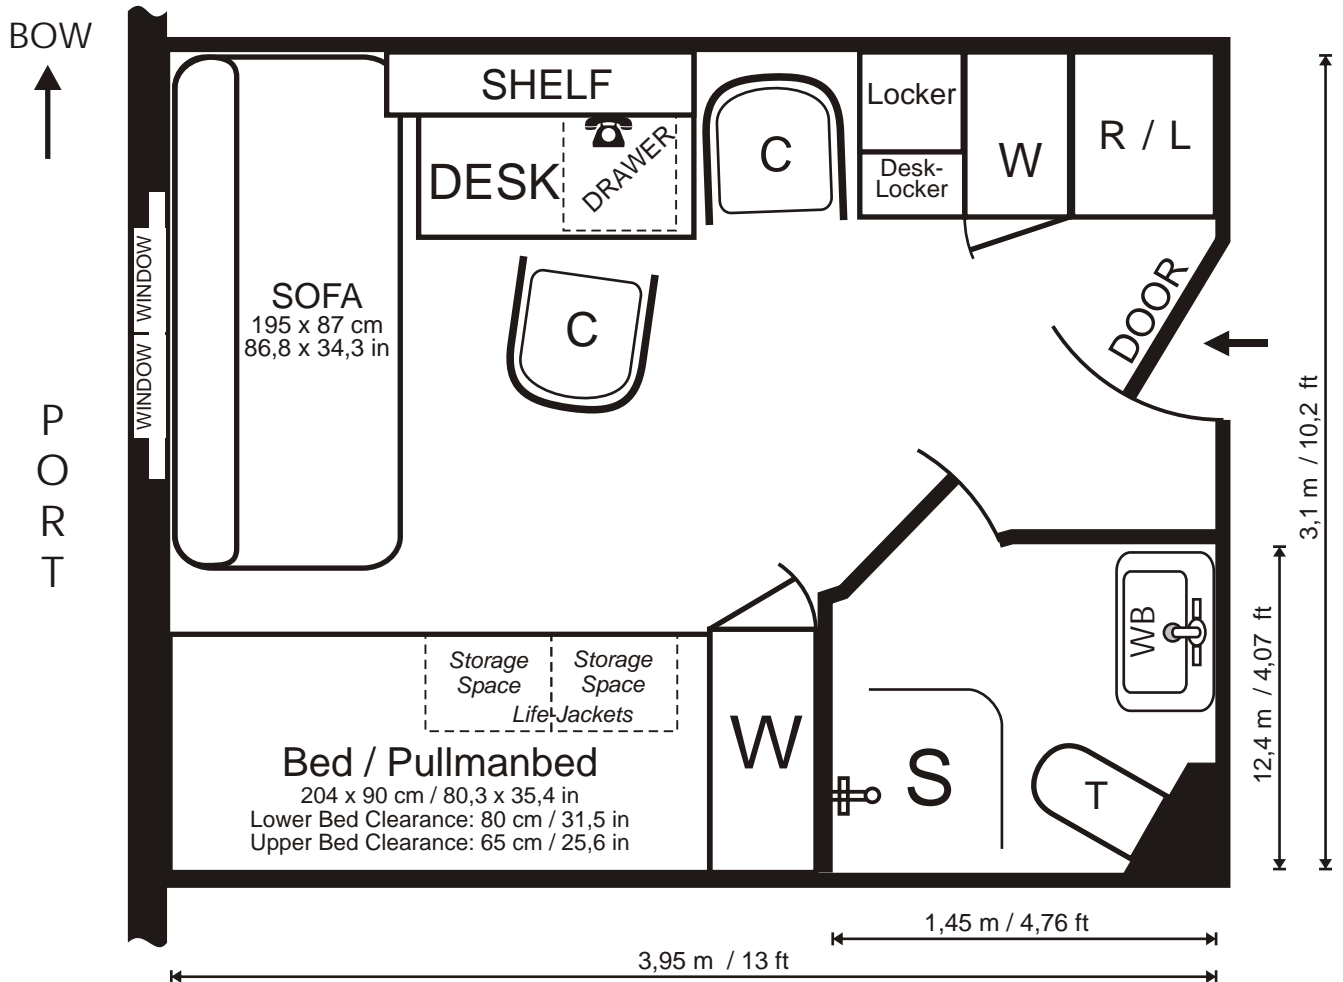 BOW
SHELF
DESK
DRAWER
C
Locker
Desk-
Locker
W
R / L
WINDOW
WINDOW
SOFA
195 x 87 cm
86,8 x 34,3 in
C
DOOR
P
O
R
T
3,1 m / 10,2 ft
Storage
Space
Storage
Space
Life-Jackets
Bed / Pullmanbed
204 x 90 cm / 80,3 x 35,4 in
Lower Bed Clearance: 80 cm / 31,5 in
Upper Bed Clearance: 65 cm / 25,6 in
W
S
WB
T
12,4 m / 4,07 ft
1,45 m / 4,76 ft
3,95 m / 13 ft